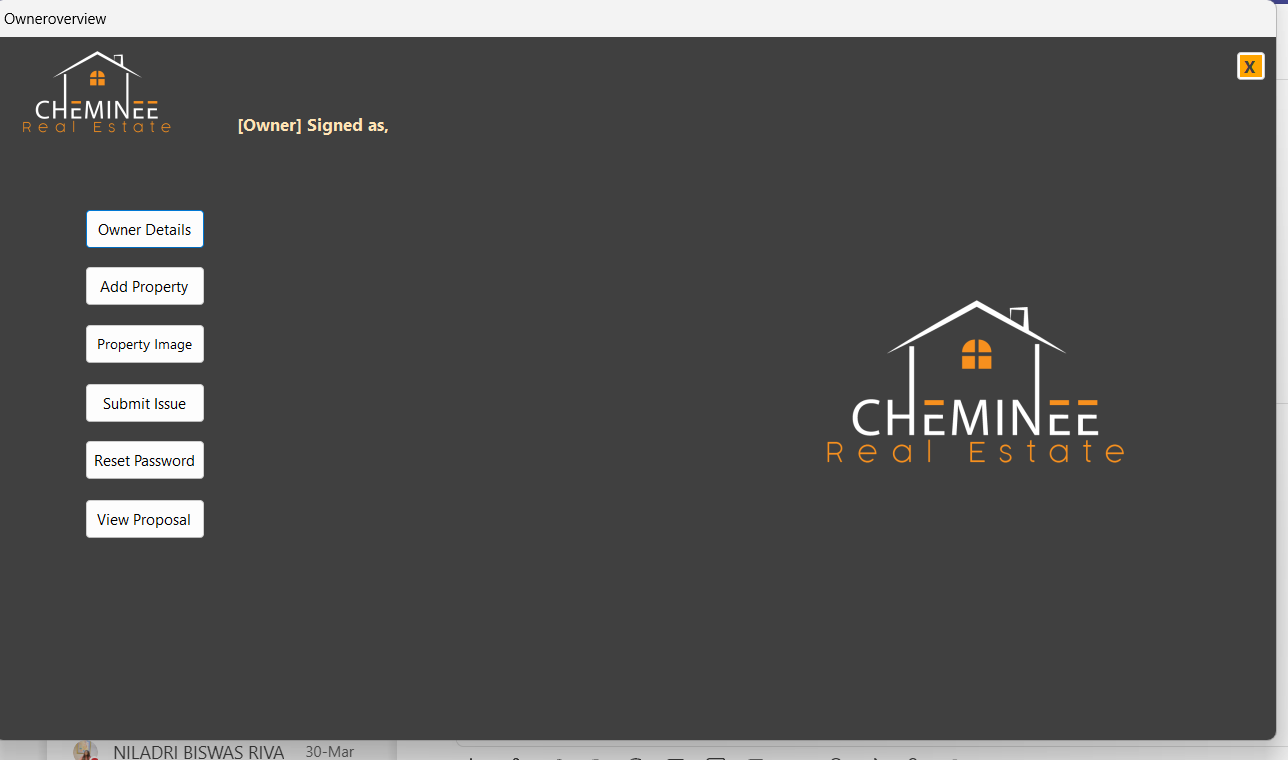 Owneroverview
X
CHEMINEE
Real Estate
[Owner] Signed as,
Owner Details
Add Property
Property Image
Submit Issue
Reset Password
View Proposal
CHEMINEE
Real Estate
NILADRI BISWAS RIVA 30-Mar